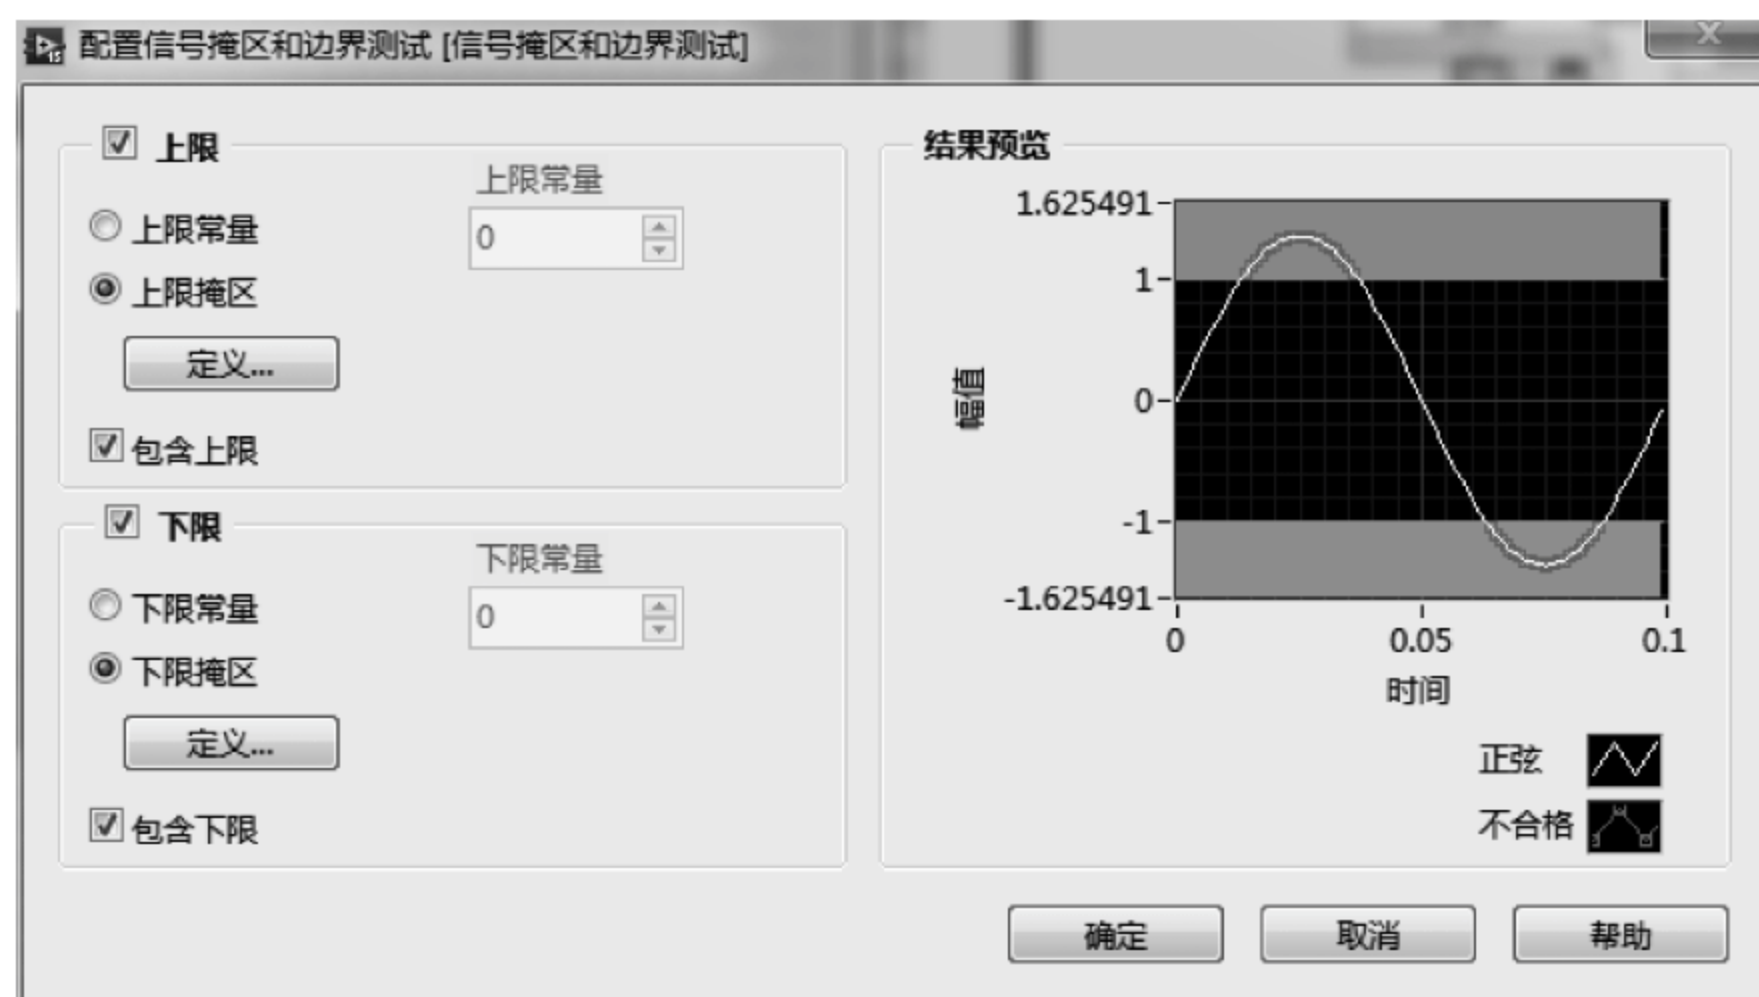 配置信号掩区和边界测试 [信号掩区和边界测试]
上限
上限常量
0
上限常量
上限掩区
定义...
包含上限
下限
下限常量
0
下限常量
下限掩区
定义...
包含下限
结果预览
1.625491
1
0
-1
-1.625491
幅值
0 0.05 0.1
时间
正弦
不合格
确定 取消 帮助